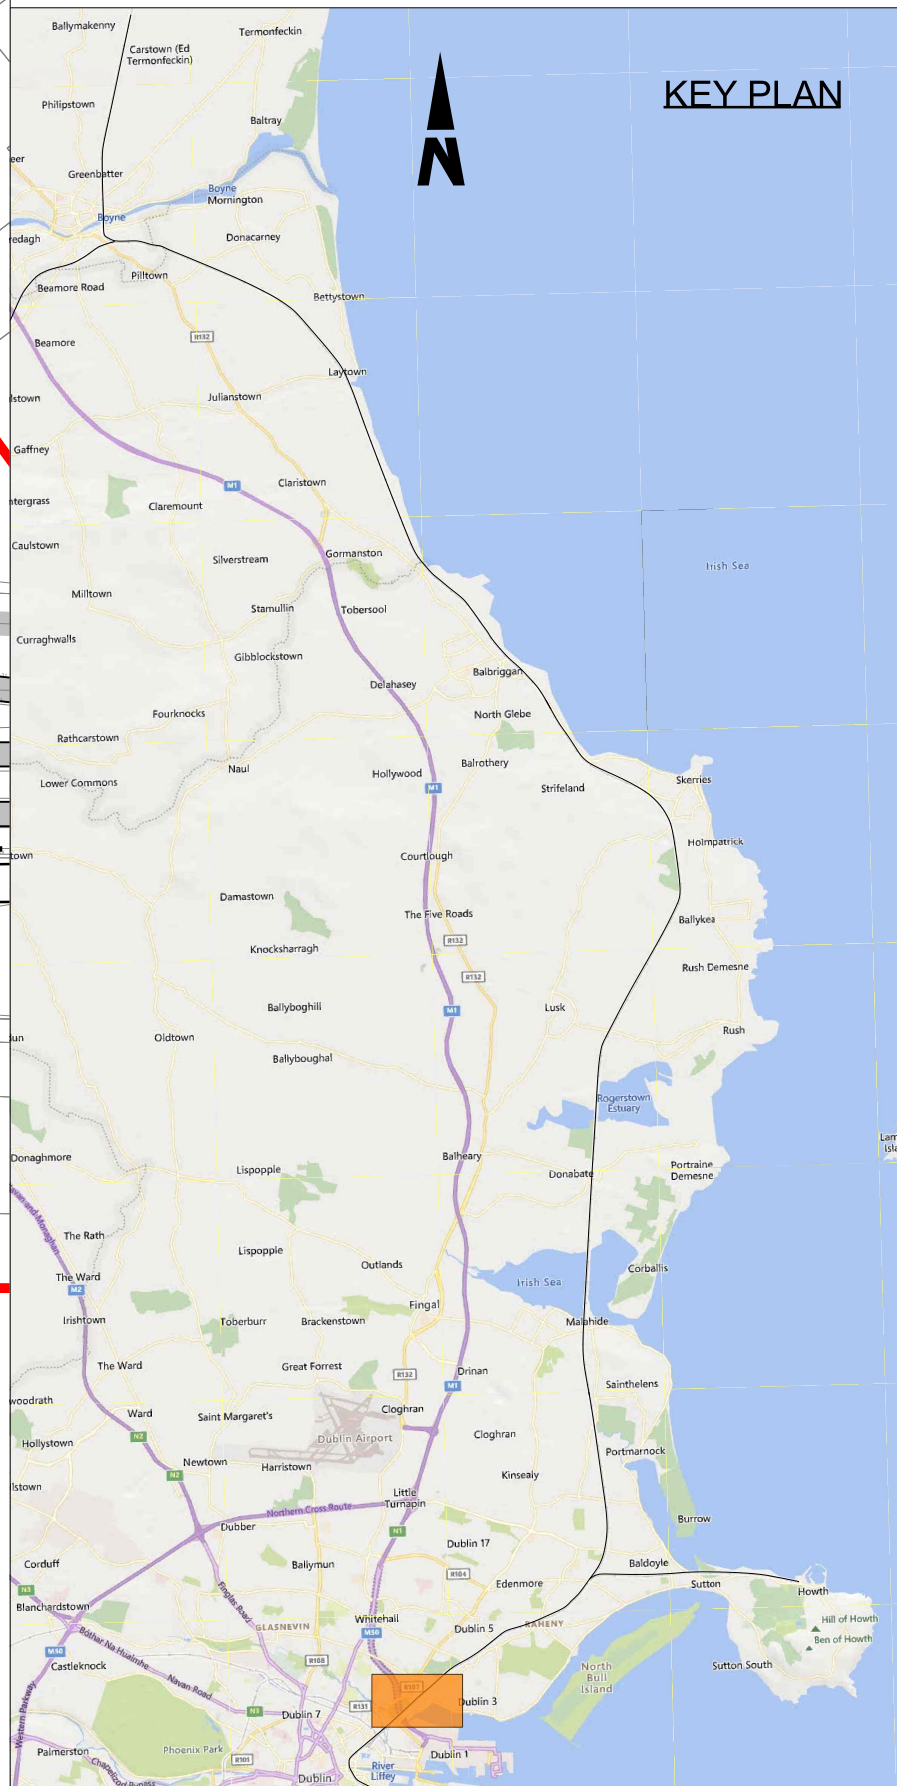 Ballymakenny
Termonfeckin
Carstown (Ed
Termonfeckin)
KEY PLAN
Philipstown
Baltray
N
Greenbatter
Boyne
Mornington
Boyne
Donacarney
Pilltown
Beamore Road
Bettystown
R132
Beamore
Laytown
Julianstown
Gaffney
Claristown
M1
Claremount
Caulstown
Gormanston
Silverstream
Irish Sea
Milltown
Stamullin
Tobersool
Curraghwalls
Gibblockstown
Balbriggan
Delahasey
Fourknocks
North Glebe
Rathcarstown
Balrothery
Naul
Hollywood
Skerries
Lower Commons
M1
Strifeland
Holmpatrick
Courtlough
Damastown
The Five Roads
Ballykea
R132
Knocksharragh
Rush Demesne
R132
Ballyboghill
M1
Lusk
Oldtown
Rush
Ballyboughal
Rogerstown
Estuary
Donaghmore
Balheary
Lispopple
Donabate
Portraine
Demesne
The Rath
Lispopple
Outlands
Corballis
The Ward
Irish Sea
M2
Fingal
Irishtown
Toberburr
Brackenstown
Malahide
The Ward
Great Forrest
R132
Drinan
M1
Sainthelens
Ward
Saint Margaret's
Cloghran
Hollystown
N2
Dublin Airport
Cloghran
Portmarnock
Newtown
Harristown
N2
Kinsealy
Little
Turnapin
Northern Cross Route
Burrow
Dubber
N1
Dublin 17
Corduff
Ballymun
R104
Baldoyle
N3
Edenmore
Sutton
Howth
Blanchardstown
Finglas Road
Whitehall
M50
GLASNEVIN
Dublin 5
RAHENY
Hill of Howth
Ben of Howth
Bóthar Na Huaimhe
M50
R108
Castleknock
North
Bull
Island
Sutton South
Navan Road
R107
Western Parkway
N3
Dublin 7
R131
Dublin 3
Palmerston
Phoenix Park
R101
Dublin 1
Chapelizod Bypass
River
Liffey
Dublin